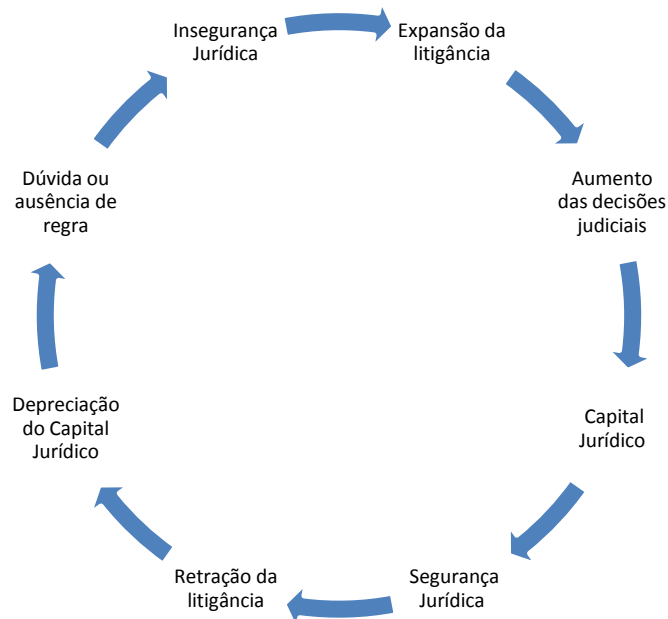 Insegurança
Jurídica
Expansão da
litigância
Aumento
das decisões
judiciais
Capital
Jurídico
Segurança
Jurídica
Retração da
litigância
Depreciação
do Capital
Jurídico
Dúvida ou
ausência de
regra